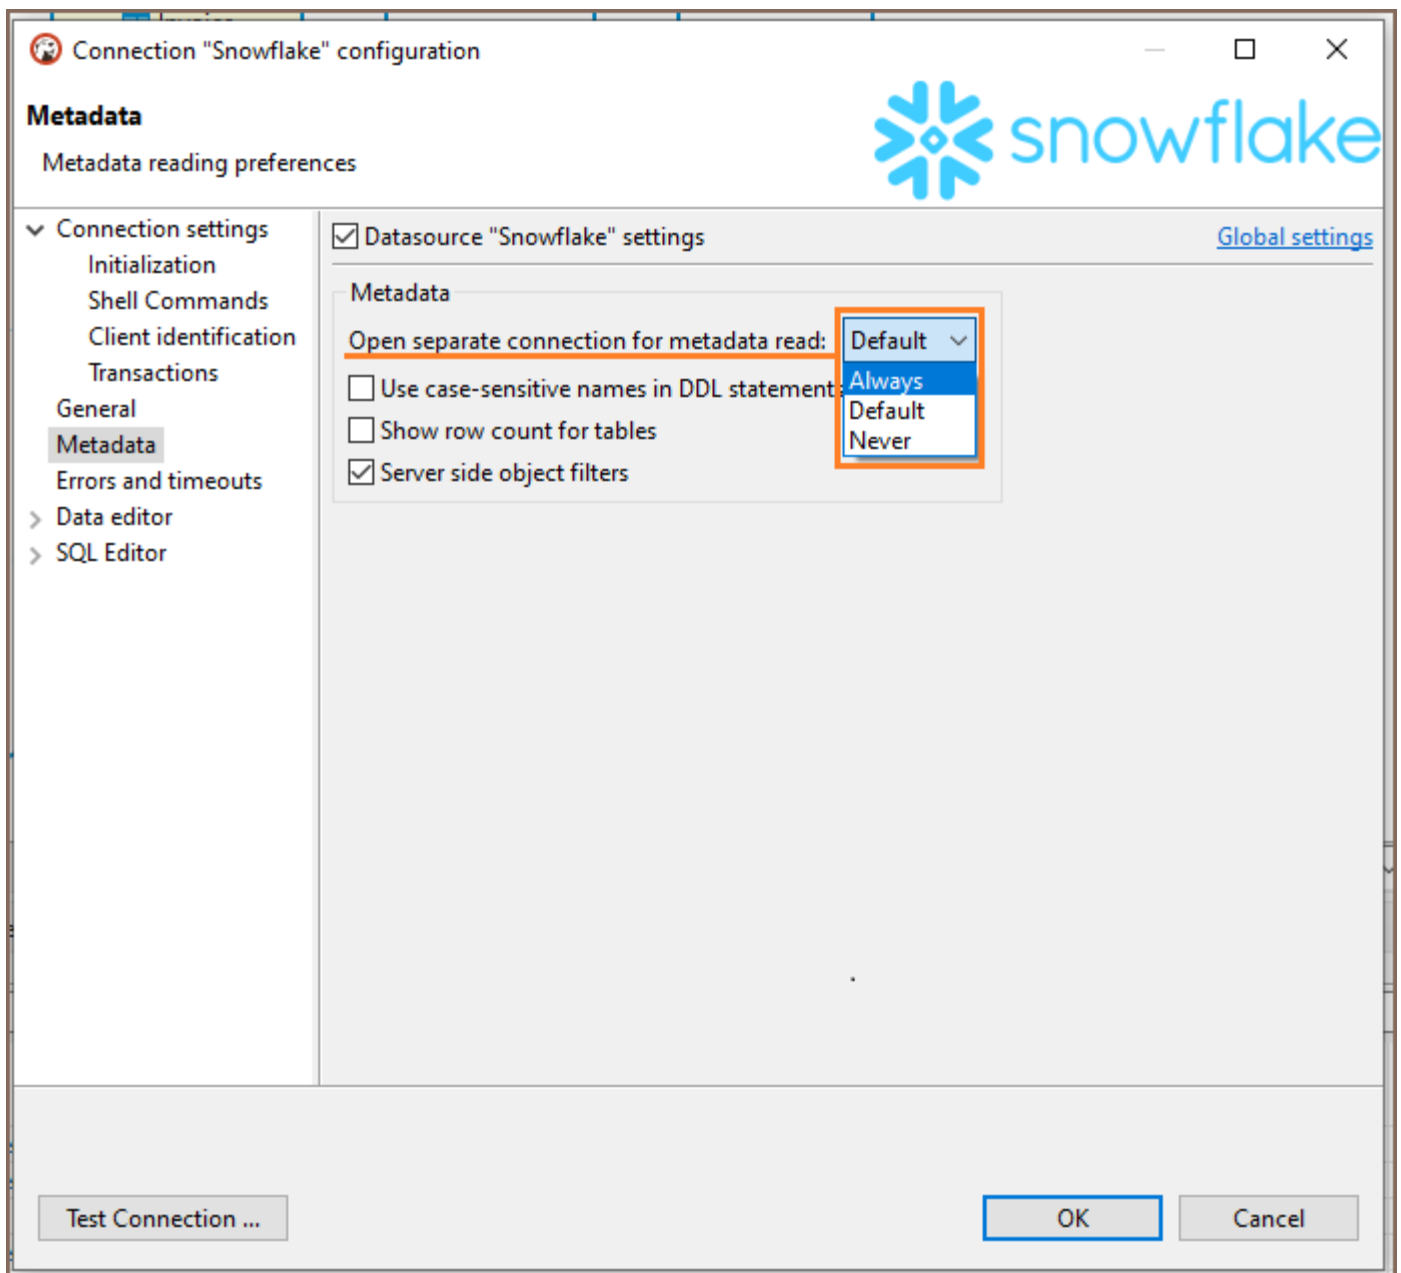 Connection "Snowflake" configuration
Metadata
Metadata reading preferences
snowflake
Connection settings
Initialization
Shell Commands
Client identification
Transactions
General
Metadata
Errors and timeouts
Data editor
SQL Editor
Datasource "Snowflake" settings
Global settings
Metadata
Open separate connection for metadata read:
Default
Always
Default
Never
Use case-sensitive names in DDL statement
Show row count for tables
Server side object filters
Test Connection ...
OK
Cancel